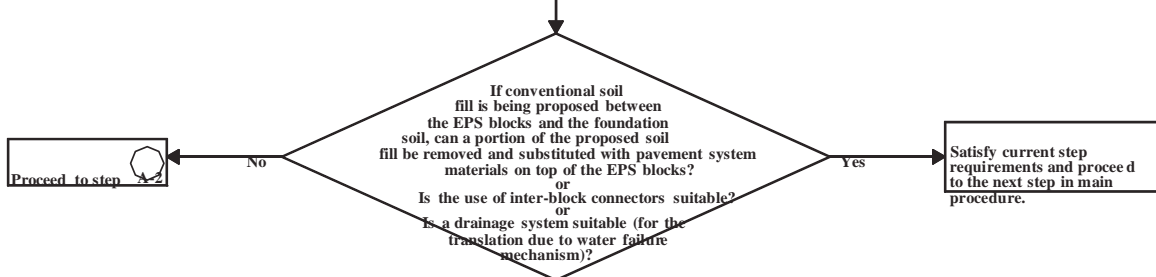 If conventional soil
fill is being proposed between
the EPS blocks and the foundation
soil, can a portion of the proposed soil
fill be removed and substituted with pavement system
materials on top of the EPS blocks?
or
Is the use of inter-block connectors suitable?
or
Is a drainage system suitable (for the
translation due to water failure
mechanism)?
No
Proceed to step A-2
Yes
Satisfy current step
requirements and proceed
to the next step in main
procedure.